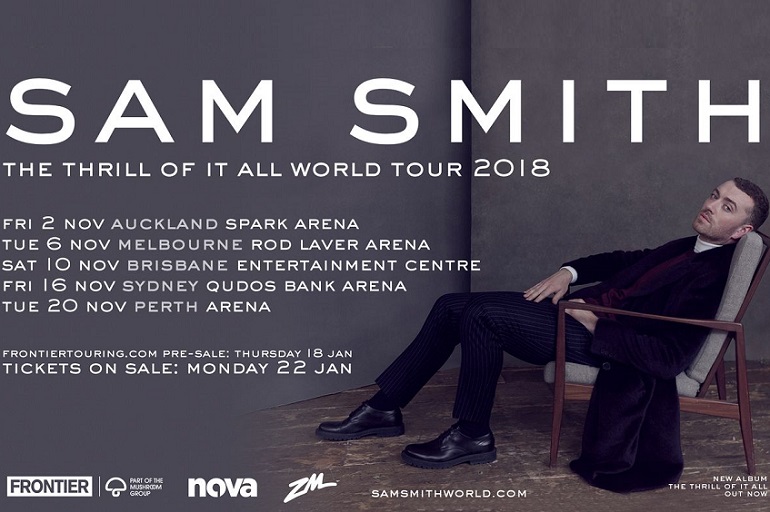 SAM SMITH
THE THRILL OF IT ALL WORLD TOUR 2018
FRI 2 NOV AUCKLAND SPARK ARENA
TUE 6 NOV MELBOURNE ROD LAVER ARENA
SAT 10 NOV BRISBANE ENTERTAINMENT CENTRE
FRI 16 NOV SYDNEY QUDOS BANK ARENA
TUE 20 NOV PERTH ARENA
FRONTIERTOURING.COM PRE-SALE: THURSDAY 18 JAN
TICKETS ON SALE: MONDAY 22 JAN
FRONTIER
PART OF THE
MUSHROOM
GROUP
nova
ZM
SAMSMITHWORLD.COM
NEW ALBUM
THE THRILL OF IT ALL
OUT NOW